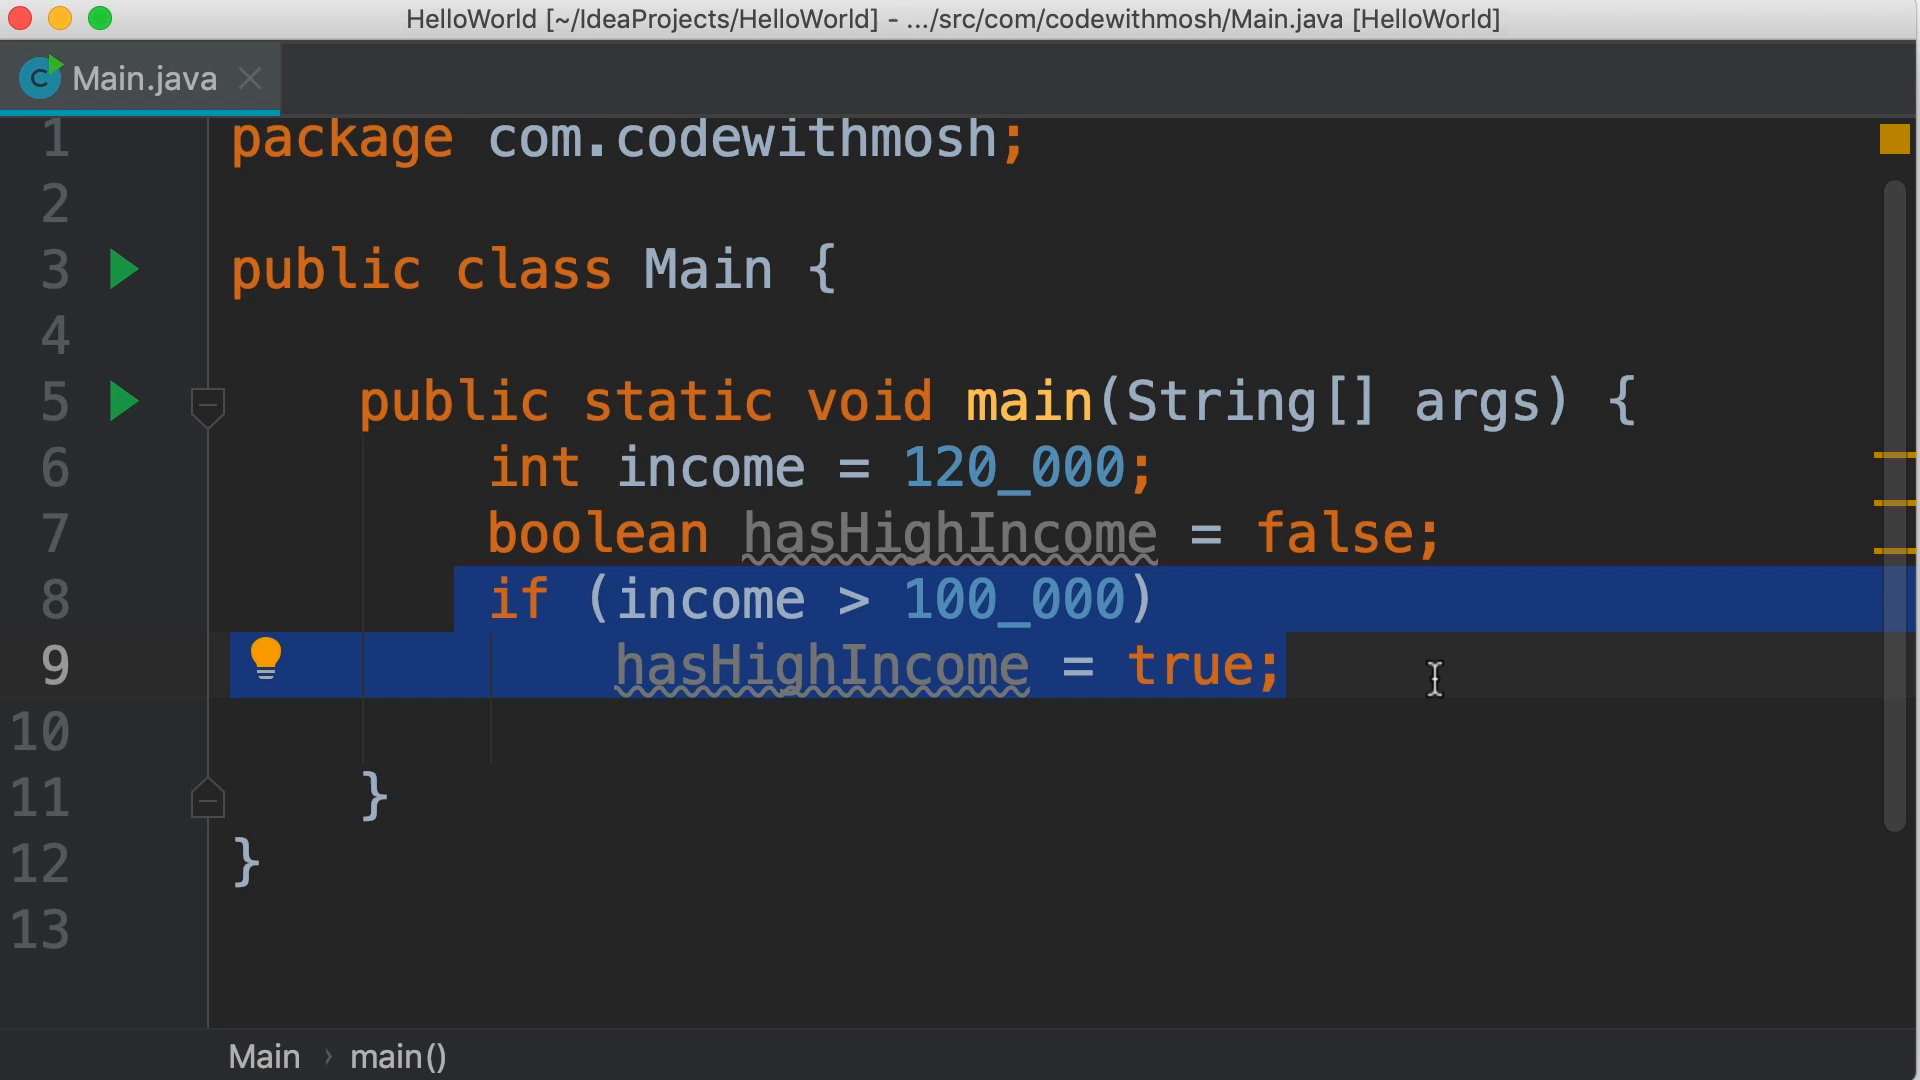 HelloWorld [~/IdeaProjects/HelloWorld] - .../src/com/codewithmosh/Main.java [HelloWorld]
C Main.java
1 package com.codewithmosh;
2
3 public class Main {
4
5 public static void main(String[] args) {
6 int income = 120_000;
7 boolean hasHighIncome = false;
8 if (income > 100_000)
9 hasHighIncome = true;
10
11 }
12 }
13
Main › main()